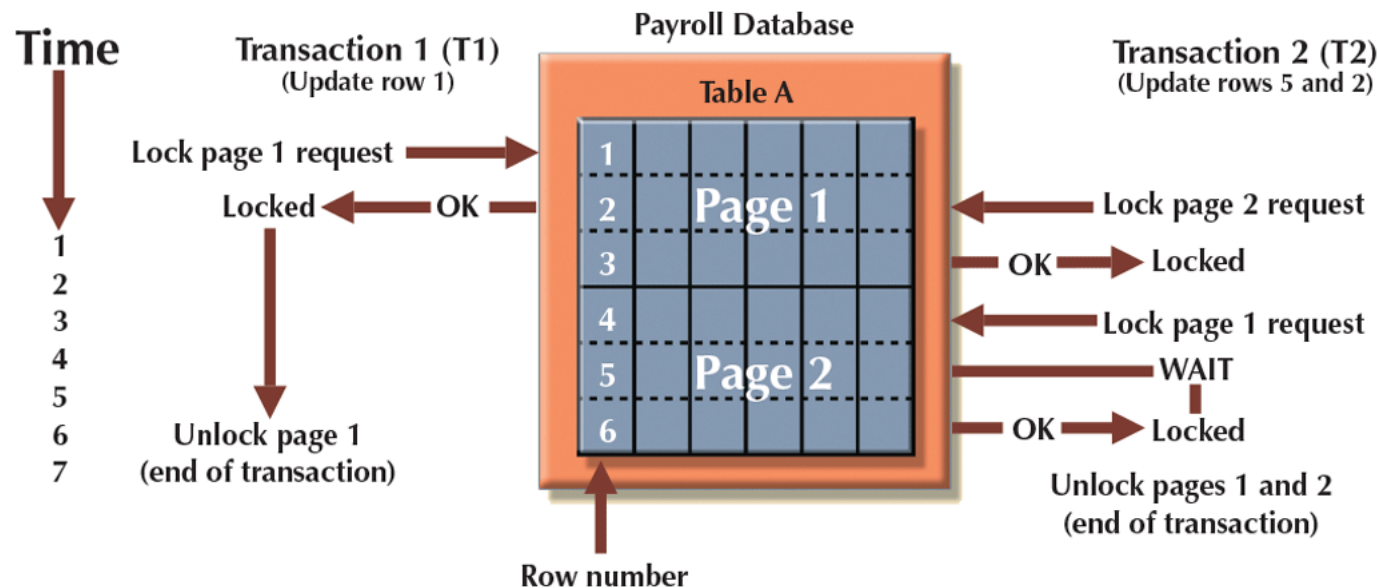 Payroll Database
Time
Transaction 1 (T1)
(Update row 1)
Transaction 2 (T2)
(Update rows 5 and 2)
Table A
Lock page 1 request
Locked
OK
1
2
3
4
5
6
7
Unlock page 1
(end of transaction)
1
2
3
4
5
6
Page 1
Page 2
Lock page 2 request
OK
Locked
Lock page 1 request
WAIT
OK
Locked
Unlock pages 1 and 2
(end of transaction)
Row number